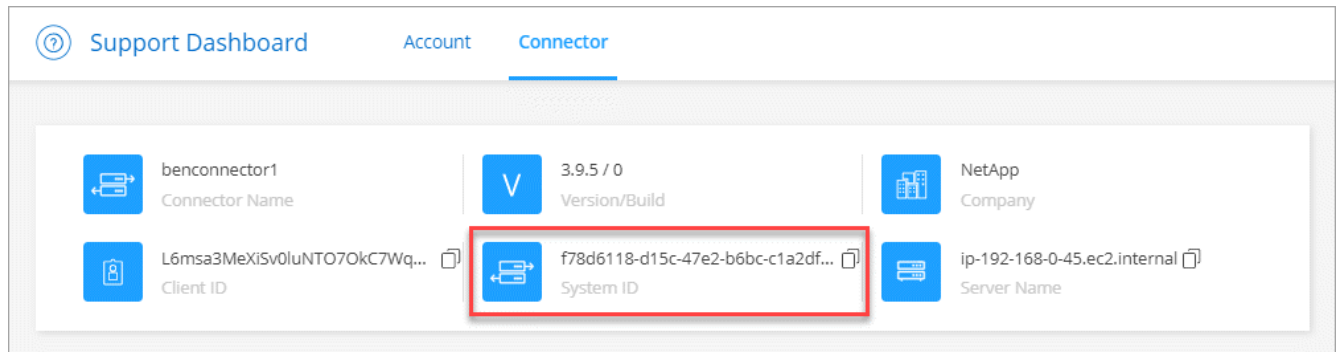 Support Dashboard Account Connector
benconnector1
Connector Name
V
3.9.5 / 0
Version/Build
NetApp
Company
L6msa3MeXiSv0luNTO7OkC7Wq...
Client ID
f78d6118-d15c-47e2-b6bc-c1a2df...
System ID
ip-192-168-0-45.ec2.internal
Server Name